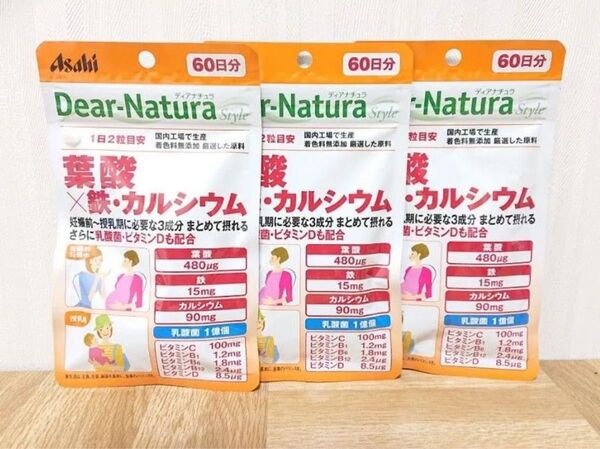 Asahi
60日分
Dear-Natura
ディアナチュラ
Style
1日2粒目安
国内工場で生産
着色料無添加 厳選した原料
葉酸
×鉄・カルシウム
妊娠前~授乳期に必要な3成分 まとめて摂れる
さらに乳酸菌・ビタミンDも配合
授乳期
葉酸
480μg
鉄
15mg
カルシウム
90mg
乳酸菌 1億個
ビタミンC 100mg
ビタミンB1 1.2mg
ビタミンB6 1.8mg
ビタミンB12 2.4μg
ビタミンD 8.5μg
60日分
r-Natura
ディアナチュラ
Style
国内工場で生産
着色料無添加 厳選した原料
酸
・カルシウム
乳期に必要な3成分 まとめて摂れる
菌・ビタミンDも配合
葉酸
480μg
鉄
15mg
カルシウム
90mg
乳酸菌 1億個
ビタミンC 100mg
ビタミンB1 1.2mg
ビタミンB6 1.8mg
ビタミンB12 2.4μg
ビタミンD 8.5μg
60日分
r-Natura
ディアナチュラ
Style
国内工場で生産
着色料無添加 厳選した原料
酸
・カルシウム
乳期に必要な3成分 まとめて摂れる
菌・ビタミンDも配合
葉酸
480μg
鉄
15mg
カルシウム
90mg
乳酸菌 1億個
ビタミンC 100mg
ビタミンB1 1.2mg
ビタミンB6 1.8mg
ビタミンB12 2.4μg
ビタミンD 8.5μg